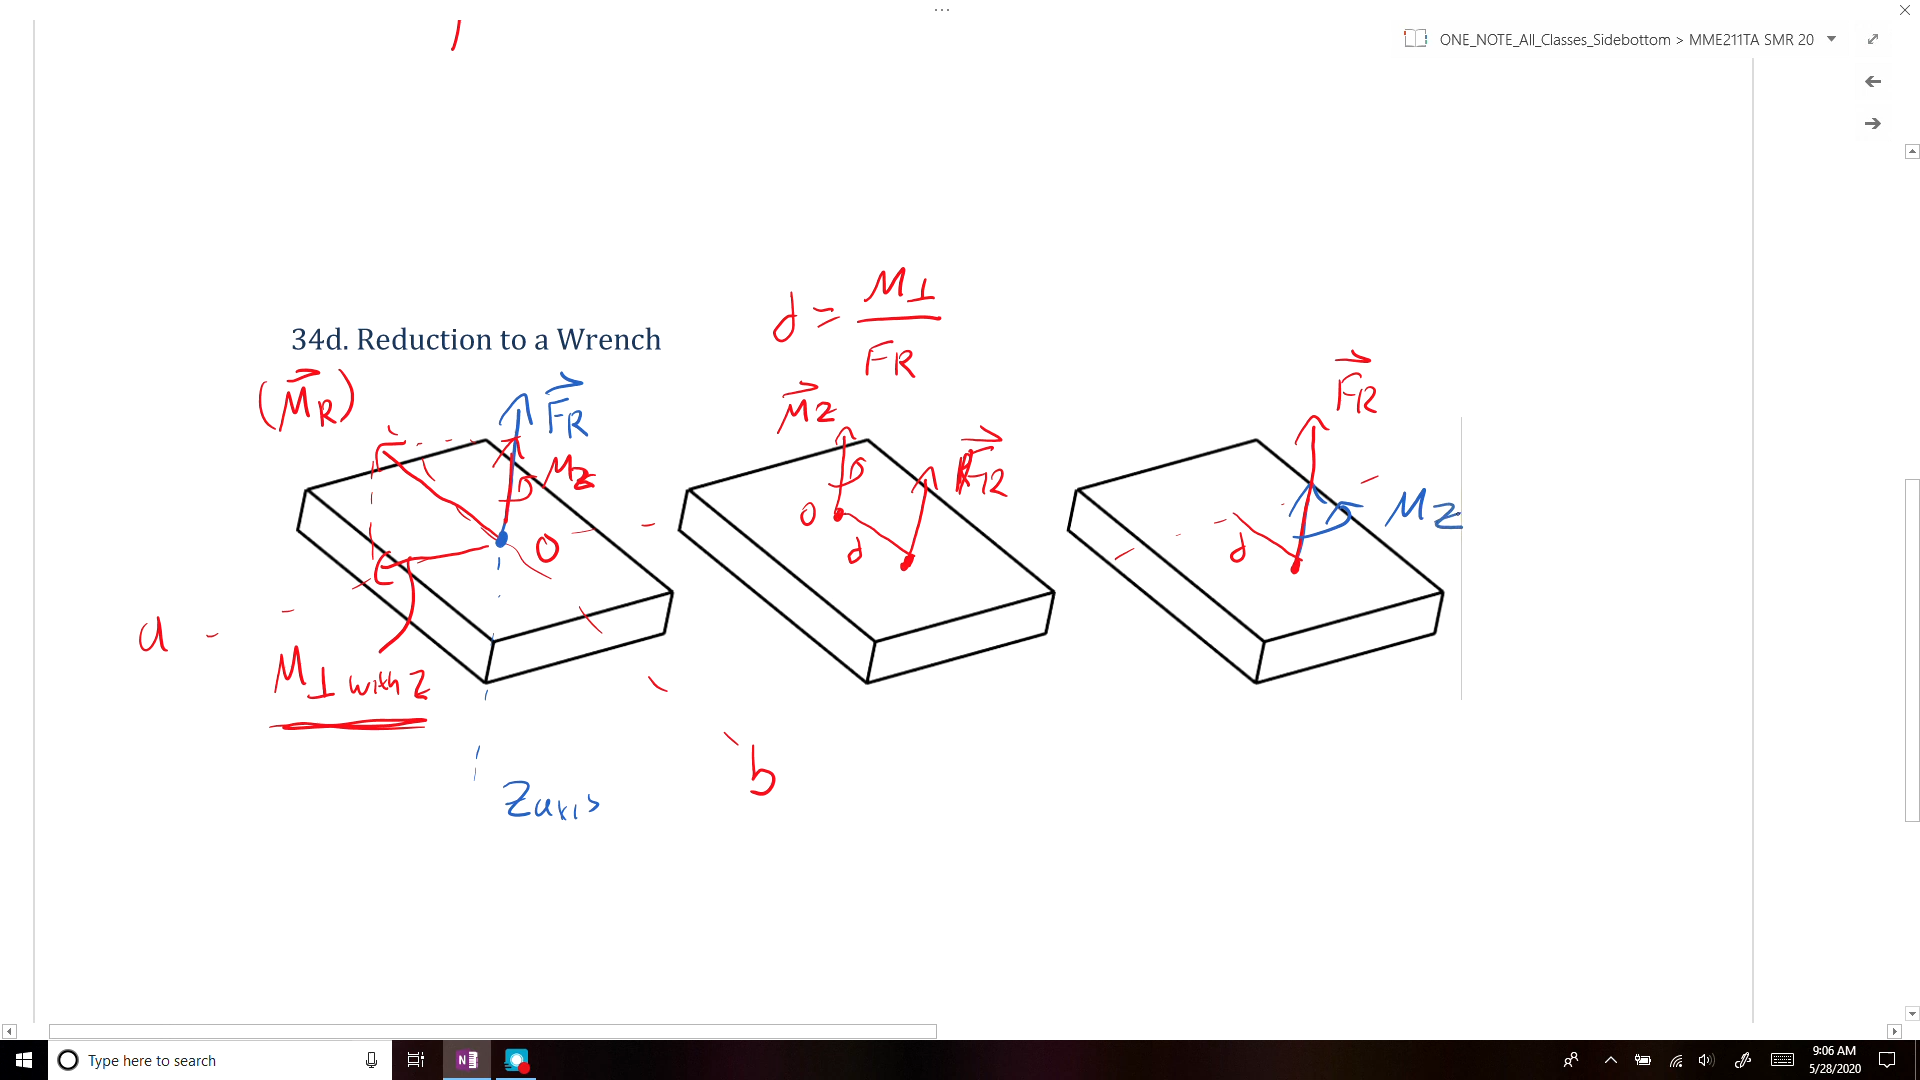 ONE_NOTE_All_Classes_Sidebottom > MME211TA SMR 20
d = M⊥ / FR
34d. Reduction to a Wrench
(MR)
FR
MZ
O
a
M⊥ with Z
b
Z axis
MZ
FR
O
d
FR
MZ
d
Type here to search
9:06 AM
5/28/2020